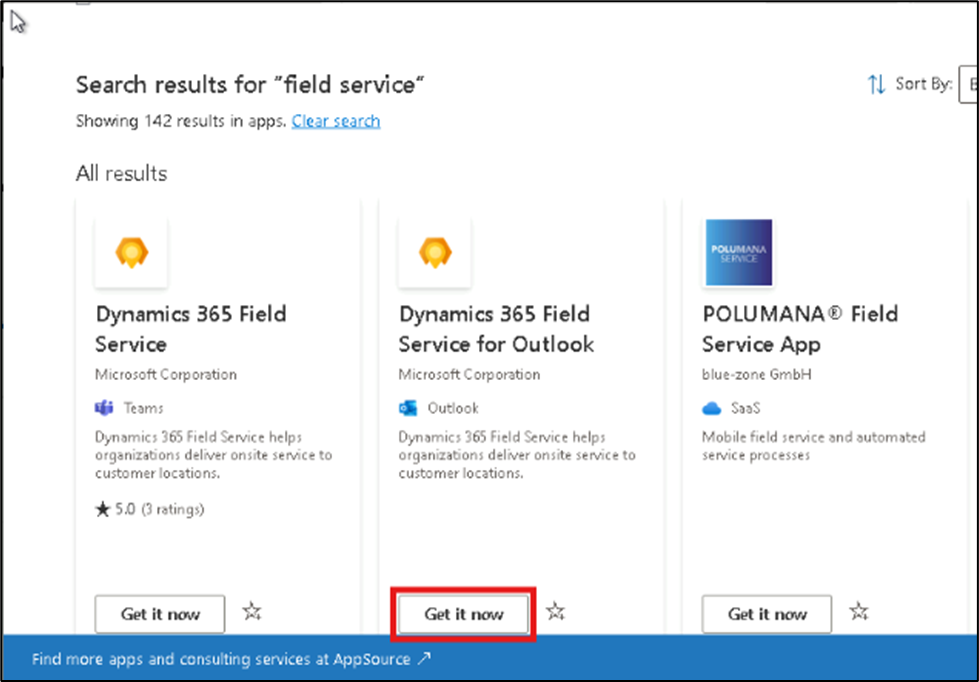 Search results for "field service"
Sort By:
Showing 142 results in apps. Clear search
All results
POLUMANA
SERVICE
Dynamics 365 Field
Service
Microsoft Corporation
Teams
Dynamics 365 Field Service helps
organizations deliver onsite service to
customer locations.
5.0 (3 ratings)
Get it now
Dynamics 365 Field
Service for Outlook
Microsoft Corporation
Outlook
Dynamics 365 Field Service helps
organizations deliver onsite service to
customer locations.
Get it now
POLUMANA® Field
Service App
blue-zone GmbH
SaaS
Mobile field service and automated
service processes
Get it now
Find more apps and consulting services at AppSource